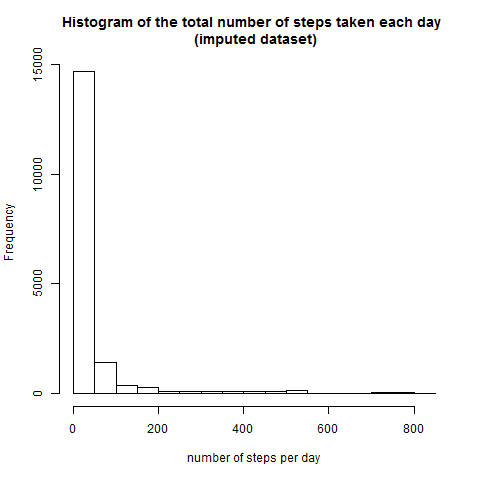 Histogram of the total number of steps taken each day
(imputed dataset)
15000
10000
5000
0
Frequency
0 200 400 600 800
number of steps per day